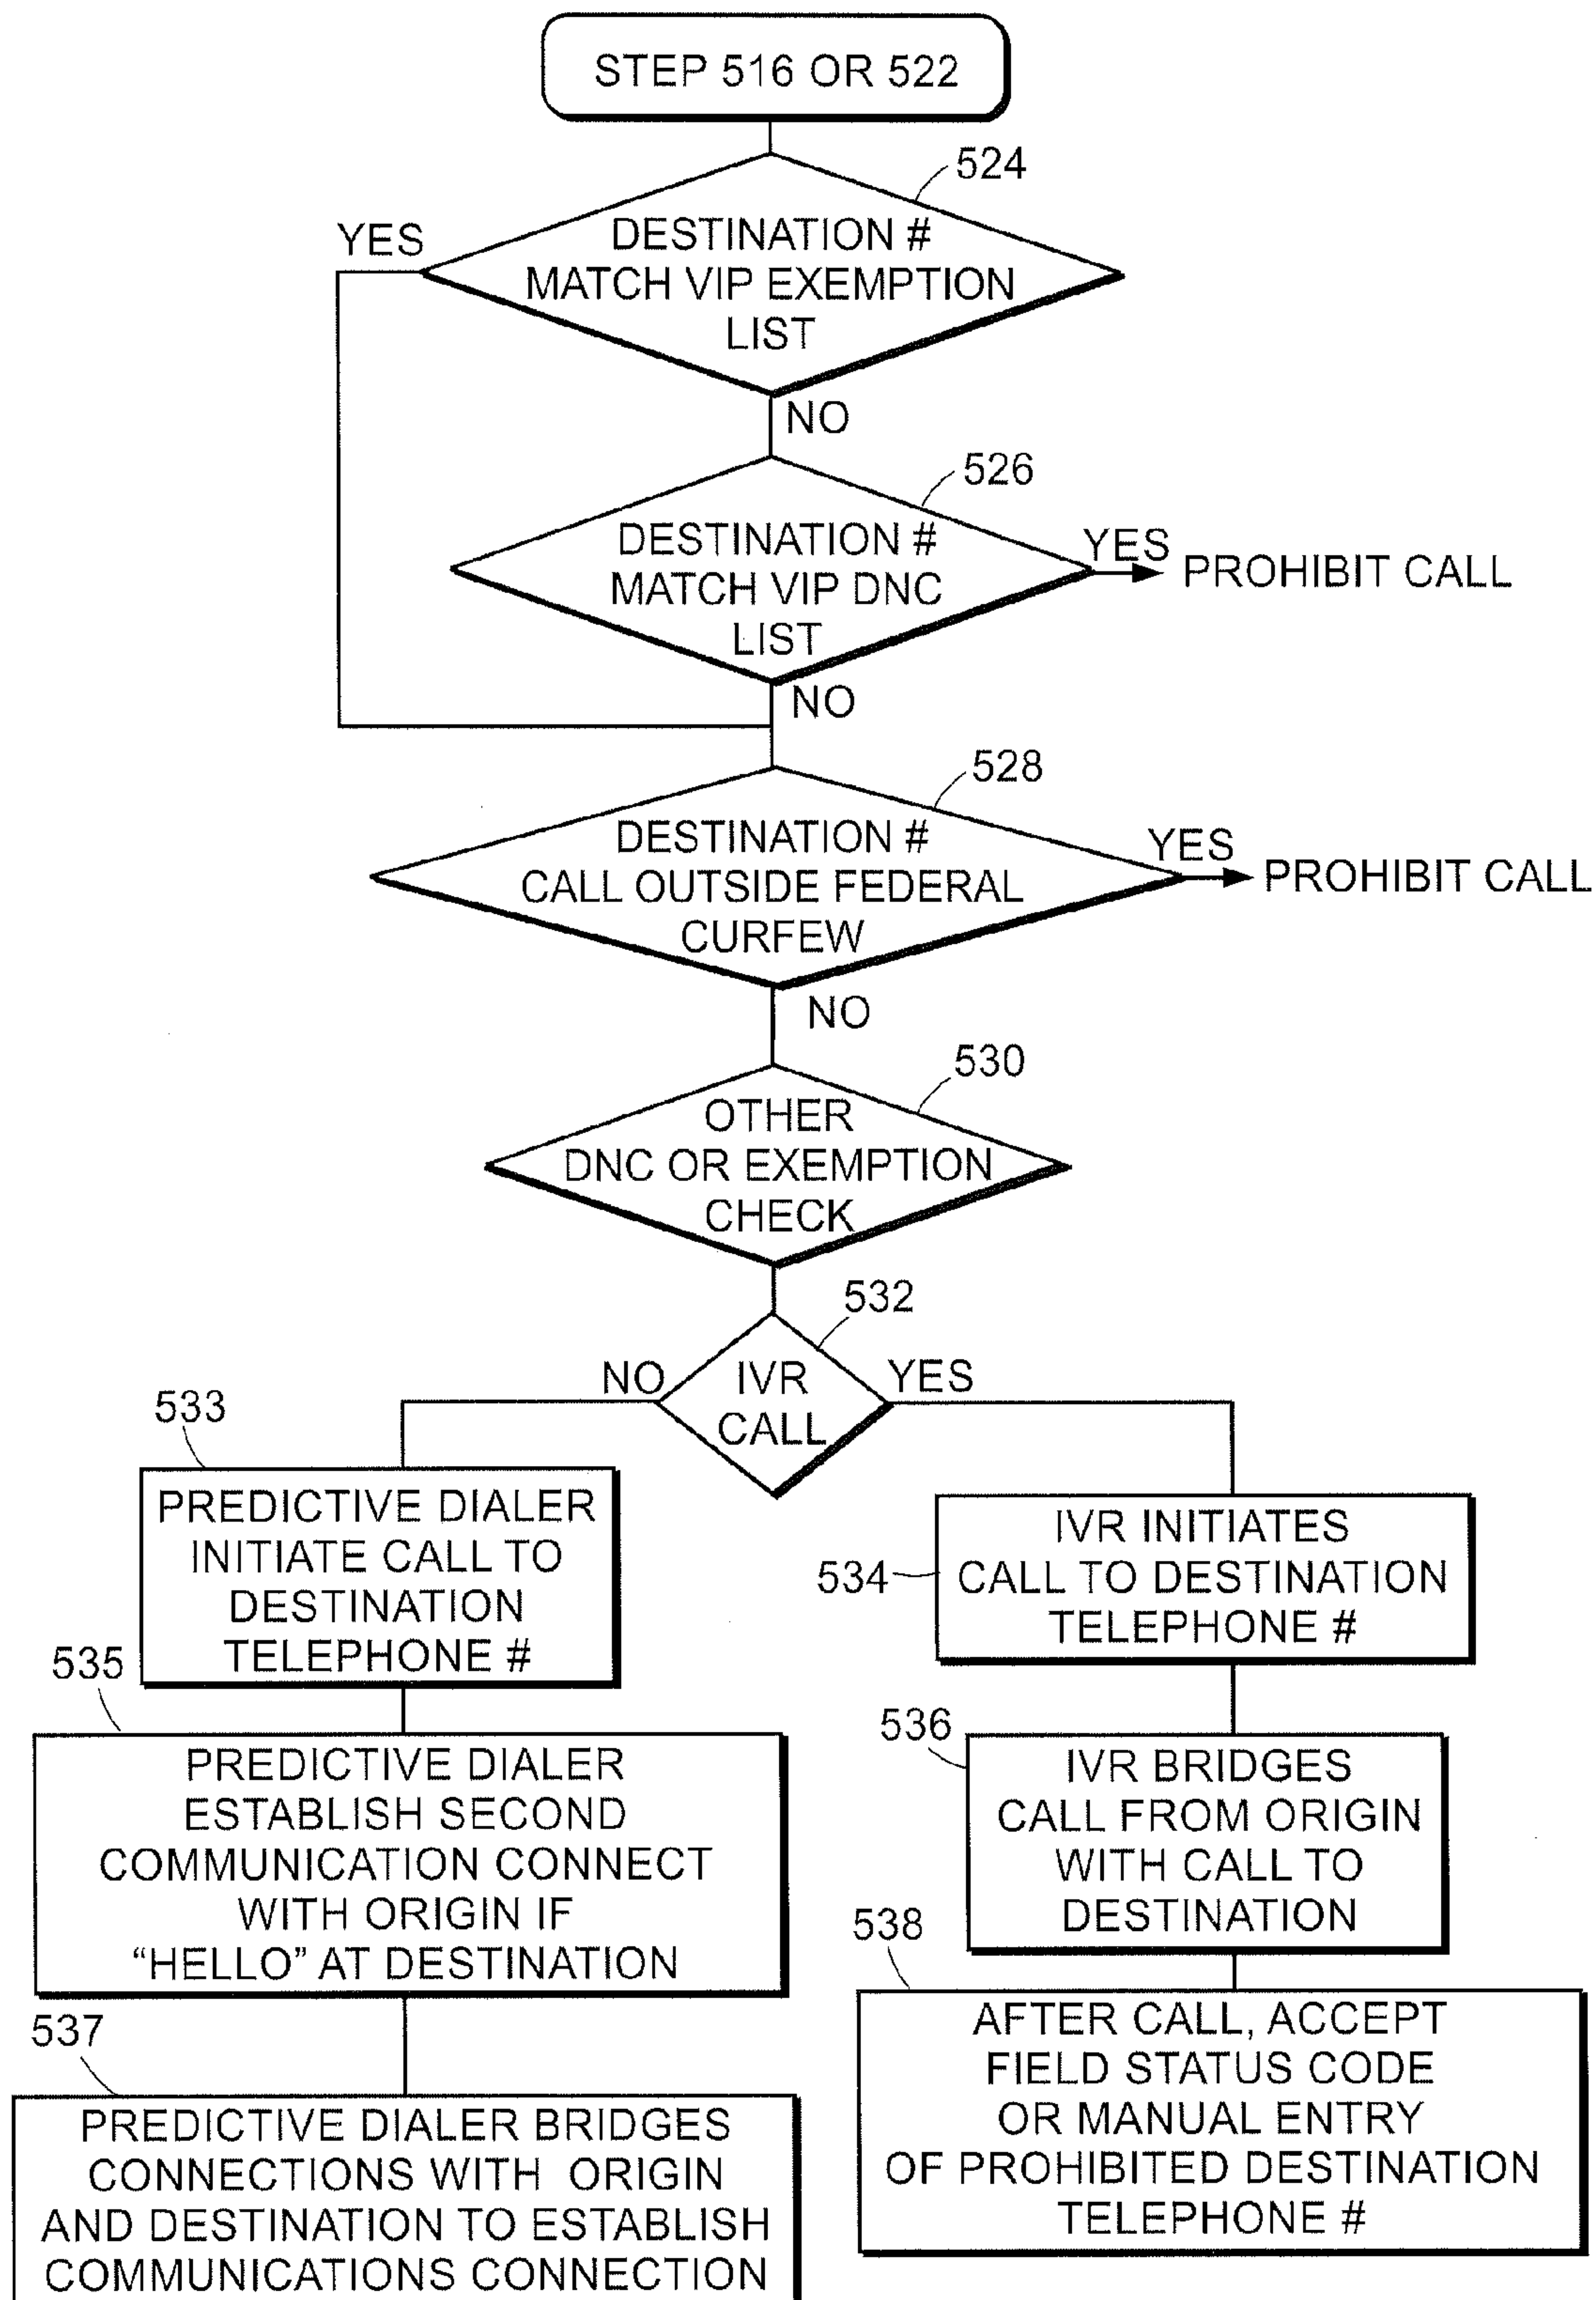 STEP 516 OR 522
524
YES
DESTINATION #
MATCH VIP EXEMPTION
LIST
NO
526
DESTINATION #
MATCH VIP DNC
LIST
YES
PROHIBIT CALL
NO
528
DESTINATION #
CALL OUTSIDE FEDERAL
CURFEW
YES
PROHIBIT CALL
NO
530
OTHER
DNC OR EXEMPTION
CHECK
532
NO
IVR
CALL
YES
533
PREDICTIVE DIALER
INITIATE CALL TO
DESTINATION
TELEPHONE #
534
IVR INITIATES
CALL TO DESTINATION
TELEPHONE #
535
PREDICTIVE DIALER
ESTABLISH SECOND
COMMUNICATION CONNECT
WITH ORIGIN IF
“HELLO” AT DESTINATION
536
IVR BRIDGES
CALL FROM ORIGIN
WITH CALL TO
DESTINATION
537
PREDICTIVE DIALER BRIDGES
CONNECTIONS WITH ORIGIN
AND DESTINATION TO ESTABLISH
COMMUNICATIONS CONNECTION
538
AFTER CALL, ACCEPT
FIELD STATUS CODE
OR MANUAL ENTRY
OF PROHIBITED DESTINATION
TELEPHONE #